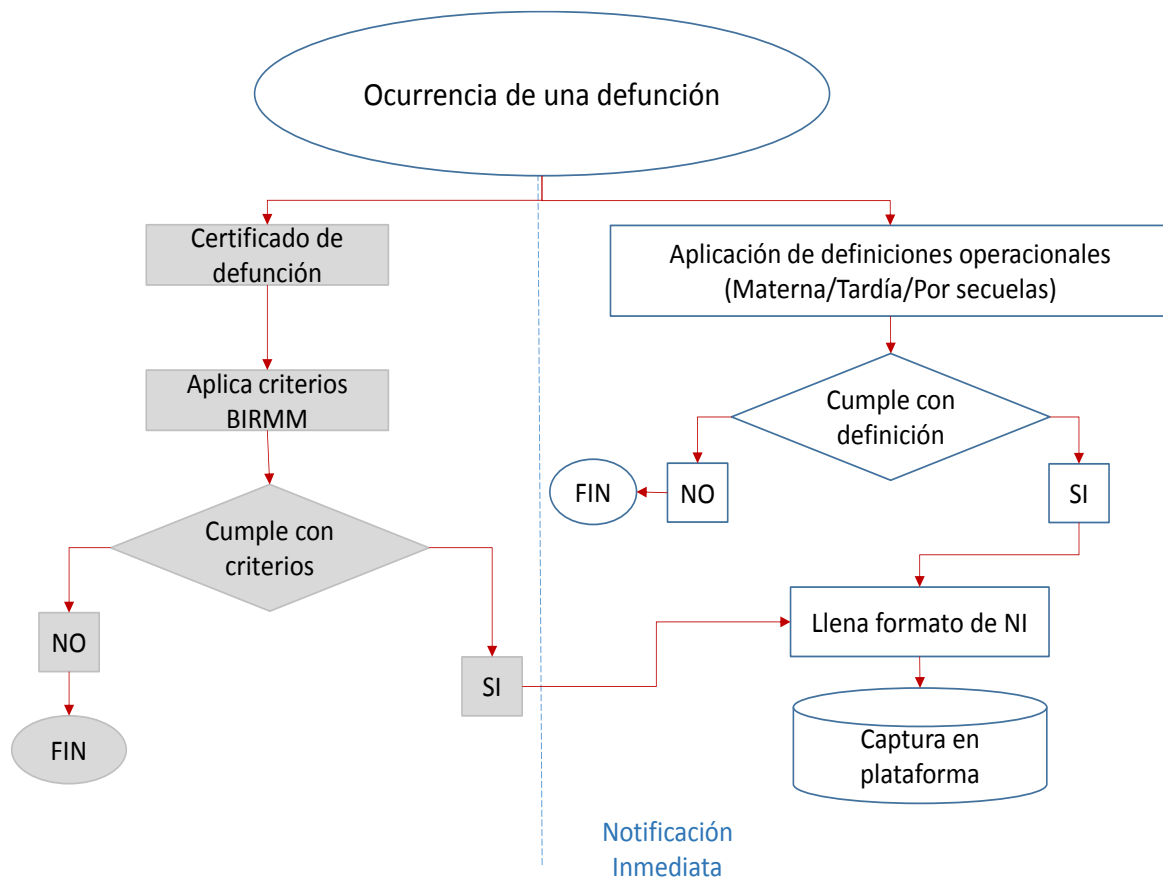 Ocurrencia de una defunción
Certificado de
defunción
Aplicación de definiciones operacionales
(Materna/Tardía/Por secuelas)
Aplica criterios
BIRMM
Cumple con
definición
FIN
NO
SI
Cumple con
criterios
Llena formato de NI
NO
SI
FIN
Captura en
plataforma
Notificación
Inmediata